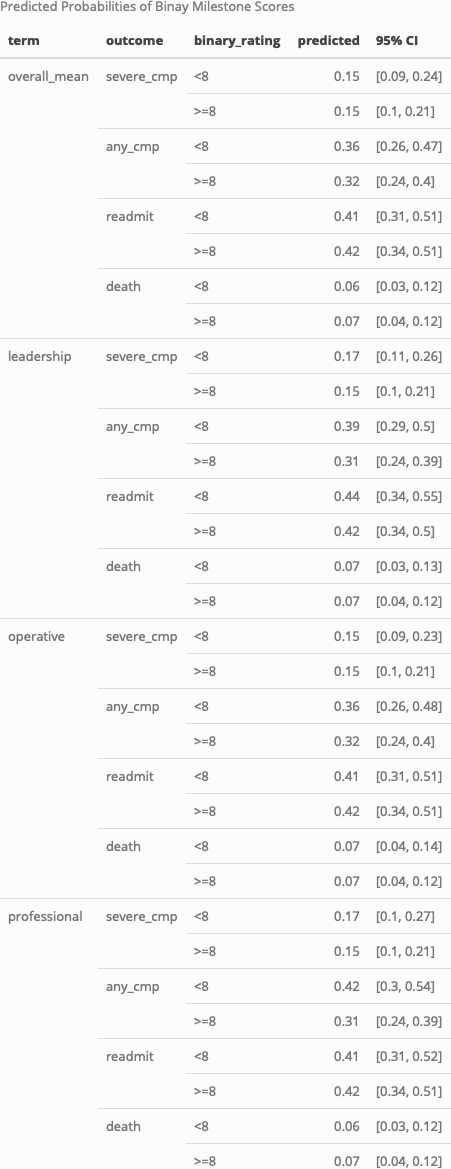 Predicted Probabilities of Binay Milestone Scores
term outcome binary_rating predicted 95% CI
overall_mean severe_cmp <8 0.15 [0.09, 0.24]
>=8 0.15 [0.1, 0.21]
any_cmp <8 0.36 [0.26, 0.47]
>=8 0.32 [0.24, 0.4]
readmit <8 0.41 [0.31, 0.51]
>=8 0.42 [0.34, 0.51]
death <8 0.06 [0.03, 0.12]
>=8 0.07 [0.04, 0.12]
leadership severe_cmp <8 0.17 [0.11, 0.26]
>=8 0.15 [0.1, 0.21]
any_cmp <8 0.39 [0.29, 0.5]
>=8 0.31 [0.24, 0.39]
readmit <8 0.44 [0.34, 0.55]
>=8 0.42 [0.34, 0.5]
death <8 0.07 [0.03, 0.13]
>=8 0.07 [0.04, 0.12]
operative severe_cmp <8 0.15 [0.09, 0.23]
>=8 0.15 [0.1, 0.21]
any_cmp <8 0.36 [0.26, 0.48]
>=8 0.32 [0.24, 0.4]
readmit <8 0.41 [0.31, 0.51]
>=8 0.42 [0.34, 0.51]
death <8 0.07 [0.04, 0.14]
>=8 0.07 [0.04, 0.12]
professional severe_cmp <8 0.17 [0.1, 0.27]
>=8 0.15 [0.1, 0.21]
any_cmp <8 0.42 [0.3, 0.54]
>=8 0.31 [0.24, 0.39]
readmit <8 0.41 [0.31, 0.52]
>=8 0.42 [0.34, 0.51]
death <8 0.06 [0.03, 0.12]
>=8 0.07 [0.04, 0.12]